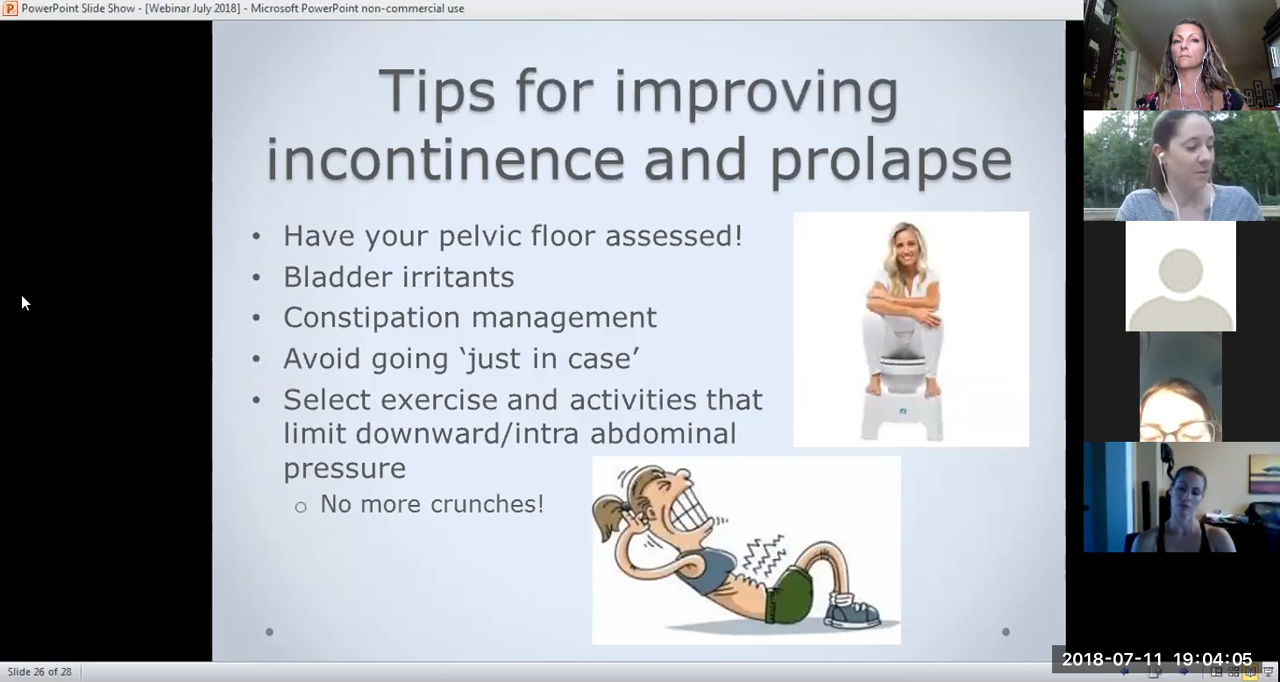 PowerPoint Slide Show - [Webinar July 2018] - Microsoft PowerPoint non-commercial use
Tips for improving
incontinence and prolapse
• Have your pelvic floor assessed!
• Bladder irritants
• Constipation management
• Avoid going ‘just in case’
• Select exercise and activities that
limit downward/intra abdominal
pressure
o No more crunches!
2018-07-11 19:04:05
Slide 26 of 28